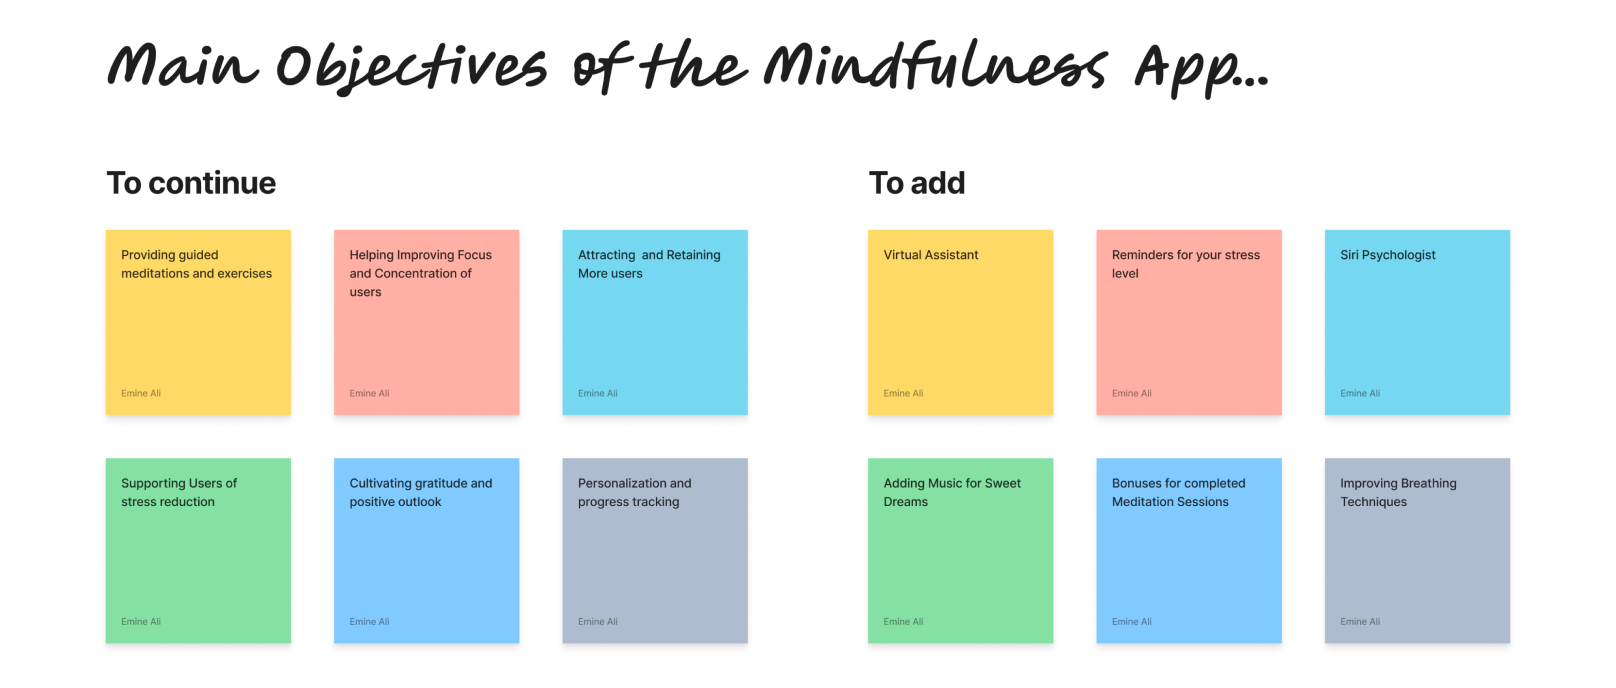 Main Objectives of the Mindfulness App...
To continue
Providing guided
meditations and exercises
Emine Ali
Helping Improving Focus
and Concentration of
users
Emine Ali
Attracting  and Retaining
More users
Emine Ali
Supporting Users of
stress reduction
Emine Ali
Cultivating gratitude and
positive outlook
Emine Ali
Personalization and
progress tracking
Emine Ali
To add
Virtual Assistant
Emine Ali
Reminders for your stress
level
Emine Ali
Siri Psychologist
Emine Ali
Adding Music for Sweet
Dreams
Emine Ali
Bonuses for completed
Meditation Sessions
Emine Ali
Improving Breathing
Techniques
Emine Ali